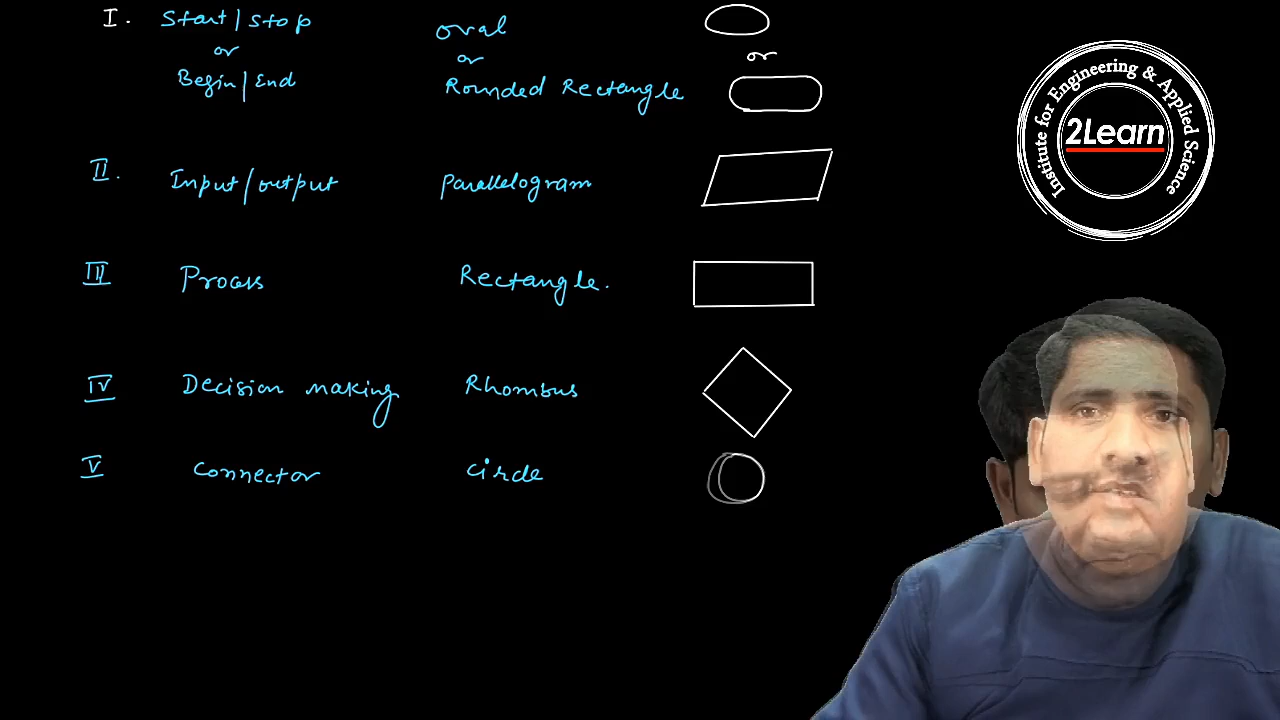 I. Start/Stop oval
or or or
Begin/End Rounded Rectangle
II. Input/output parallelogram
III Process Rectangle.
IV Decision making Rhombus
V Connector circle
Institute for Engineering & Applied Science
2Learn